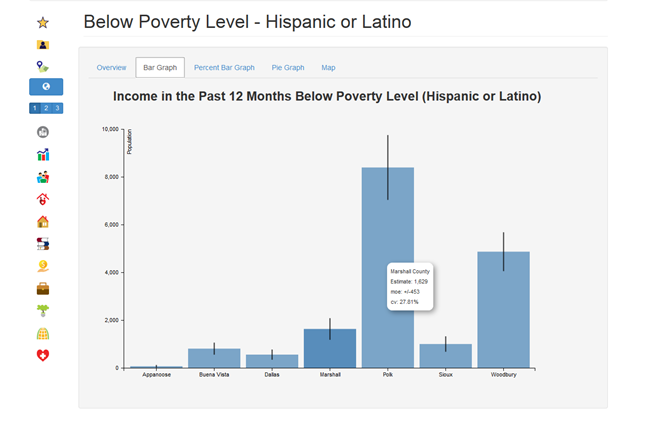 Below Poverty Level - Hispanic or Latino
Overview
Bar Graph
Percent Bar Graph
Pie Graph
Map
1 2 3
Income in the Past 12 Months Below Poverty Level (Hispanic or Latino)
Population
10,000
8,000
6,000
4,000
2,000
0
Marshall County
Estimate: 1,629
moe: +/-453
cv: 27.81%
Appanoose
Buena Vista
Dallas
Marshall
Polk
Sioux
Woodbury